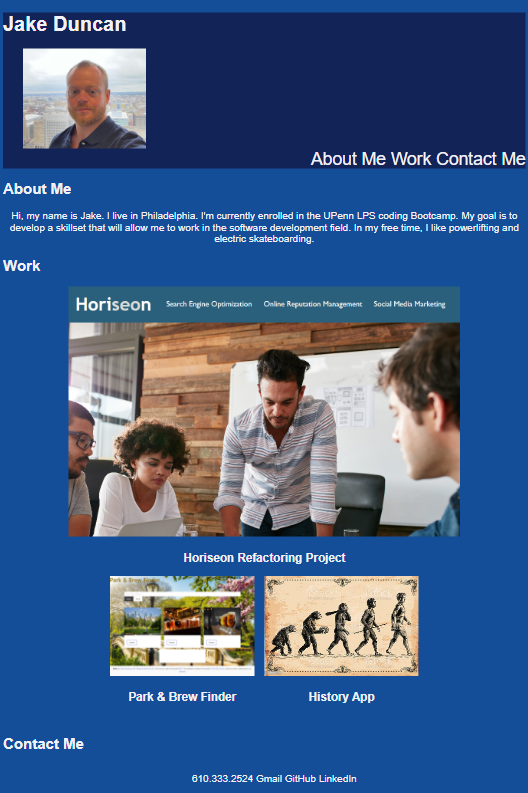 Jake Duncan
About Me Work Contact Me
About Me
Hi, my name is Jake. I live in Philadelphia. I'm currently enrolled in the UPenn LPS coding Bootcamp. My goal is to
develop a skillset that will allow me to work in the software development field. In my free time, I like powerlifting and
electric skateboarding.
Work
Horiseon Search Engine Optimization Online Reputation Management Social Media Marketing
Horiseon Refactoring Project
Park & Brew Finder
Park & Brew Finder History App
Contact Me
610.333.2524 Gmail GitHub LinkedIn